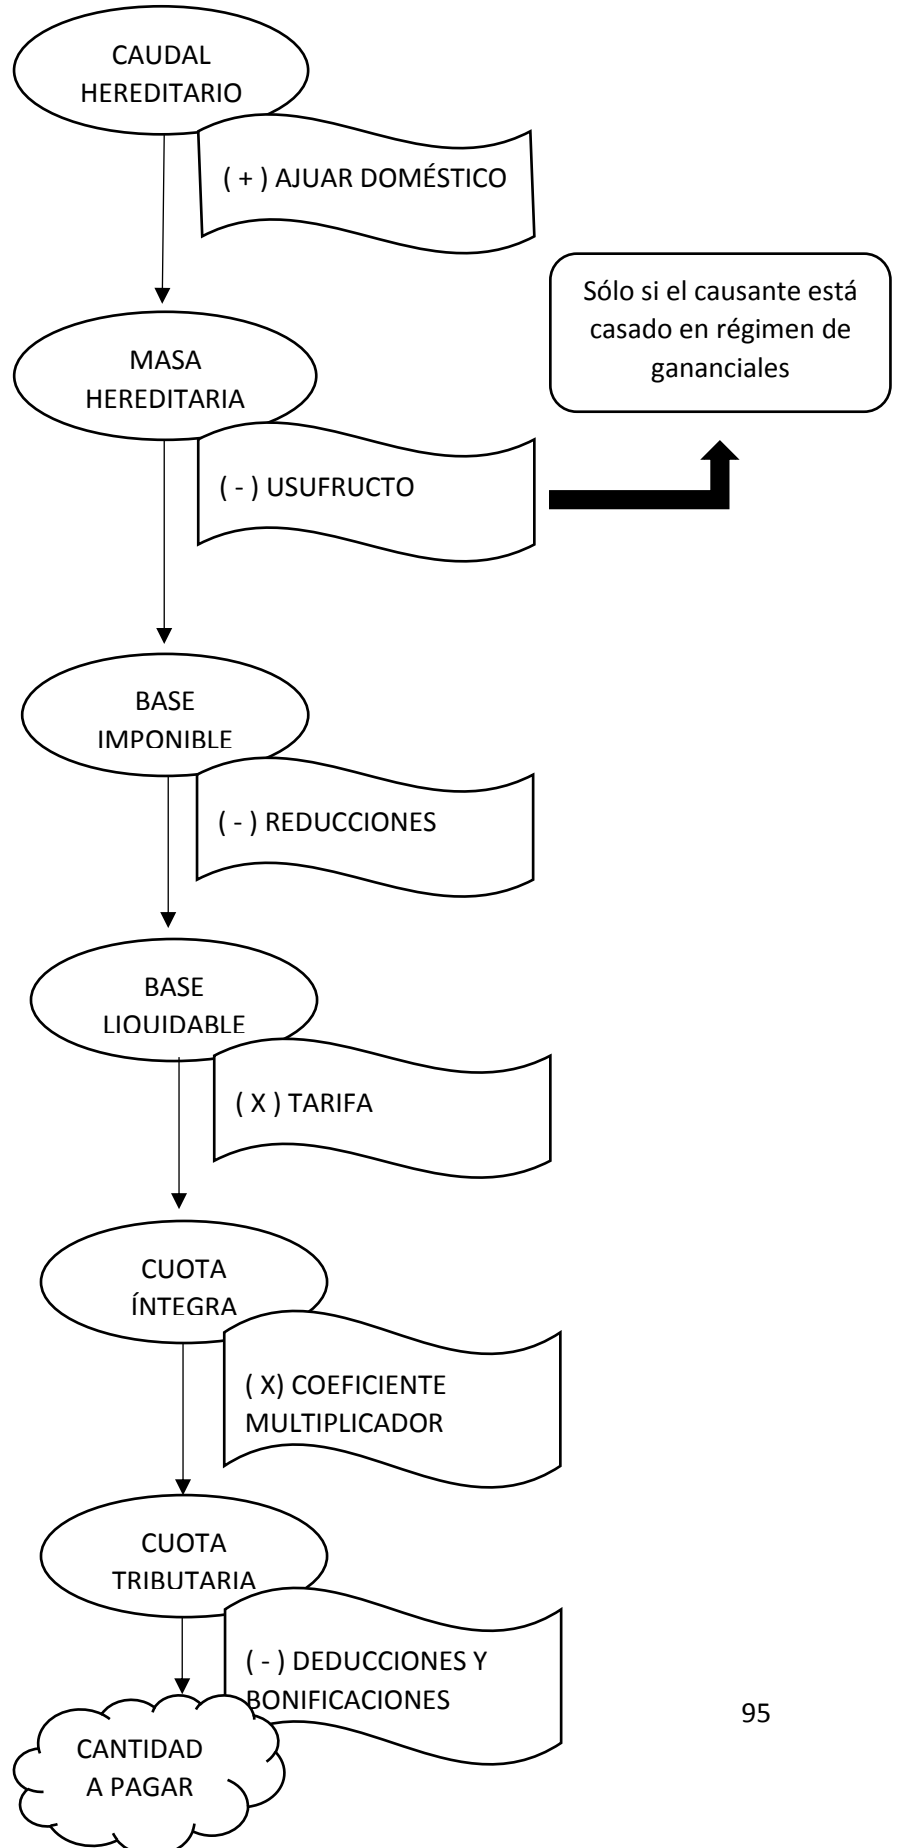 CAUDAL
HEREDITARIO
( + ) AJUAR DOMÉSTICO
Sólo si el causante está
casado en régimen de
gananciales
MASA
HEREDITARIA
( - ) USUFRUCTO
BASE
IMPONIBLE
( - ) REDUCCIONES
BASE
LIQUIDABLE
( X ) TARIFA
CUOTA
ÍNTEGRA
( X) COEFICIENTE
MULTIPLICADOR
CUOTA
TRIBUTARIA
( - ) DEDUCCIONES Y
BONIFICACIONES
95
CANTIDAD
A PAGAR